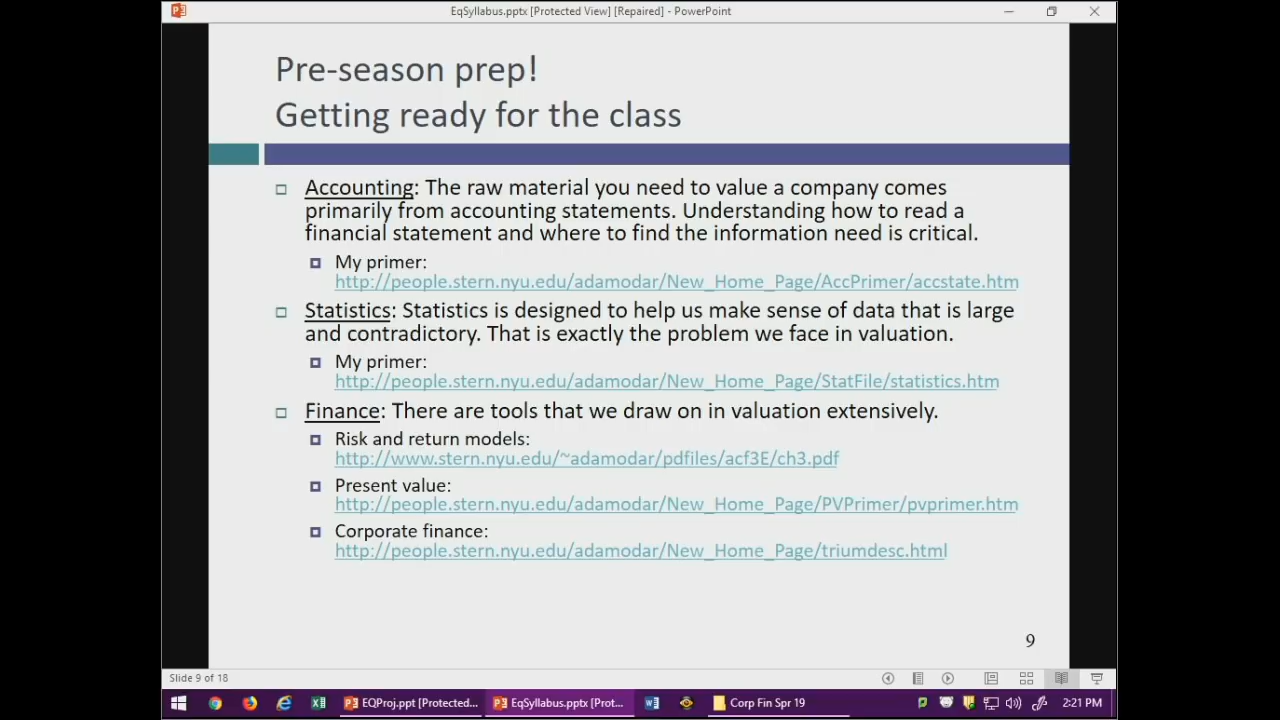 EqSyllabus.pptx [Protected View] [Repaired] - PowerPoint
Pre-season prep!
Getting ready for the class
Accounting: The raw material you need to value a company comes
primarily from accounting statements. Understanding how to read a
financial statement and where to find the information need is critical.
My primer:
http://people.stern.nyu.edu/adamodar/New_Home_Page/AccPrimer/accstate.htm
Statistics: Statistics is designed to help us make sense of data that is large
and contradictory. That is exactly the problem we face in valuation.
My primer:
http://people.stern.nyu.edu/adamodar/New_Home_Page/StatFile/statistics.htm
Finance: There are tools that we draw on in valuation extensively.
Risk and return models:
http://www.stern.nyu.edu/~adamodar/pdfiles/acf3E/ch3.pdf
Present value:
http://people.stern.nyu.edu/adamodar/New_Home_Page/PVPrimer/pvprimer.htm
Corporate finance:
http://people.stern.nyu.edu/adamodar/New_Home_Page/triumdesc.html
9
Slide 9 of 18
EQProj.ppt [Protected... EqSyllabus.pptx [Prot... Corp Fin Spr 19 2:21 PM